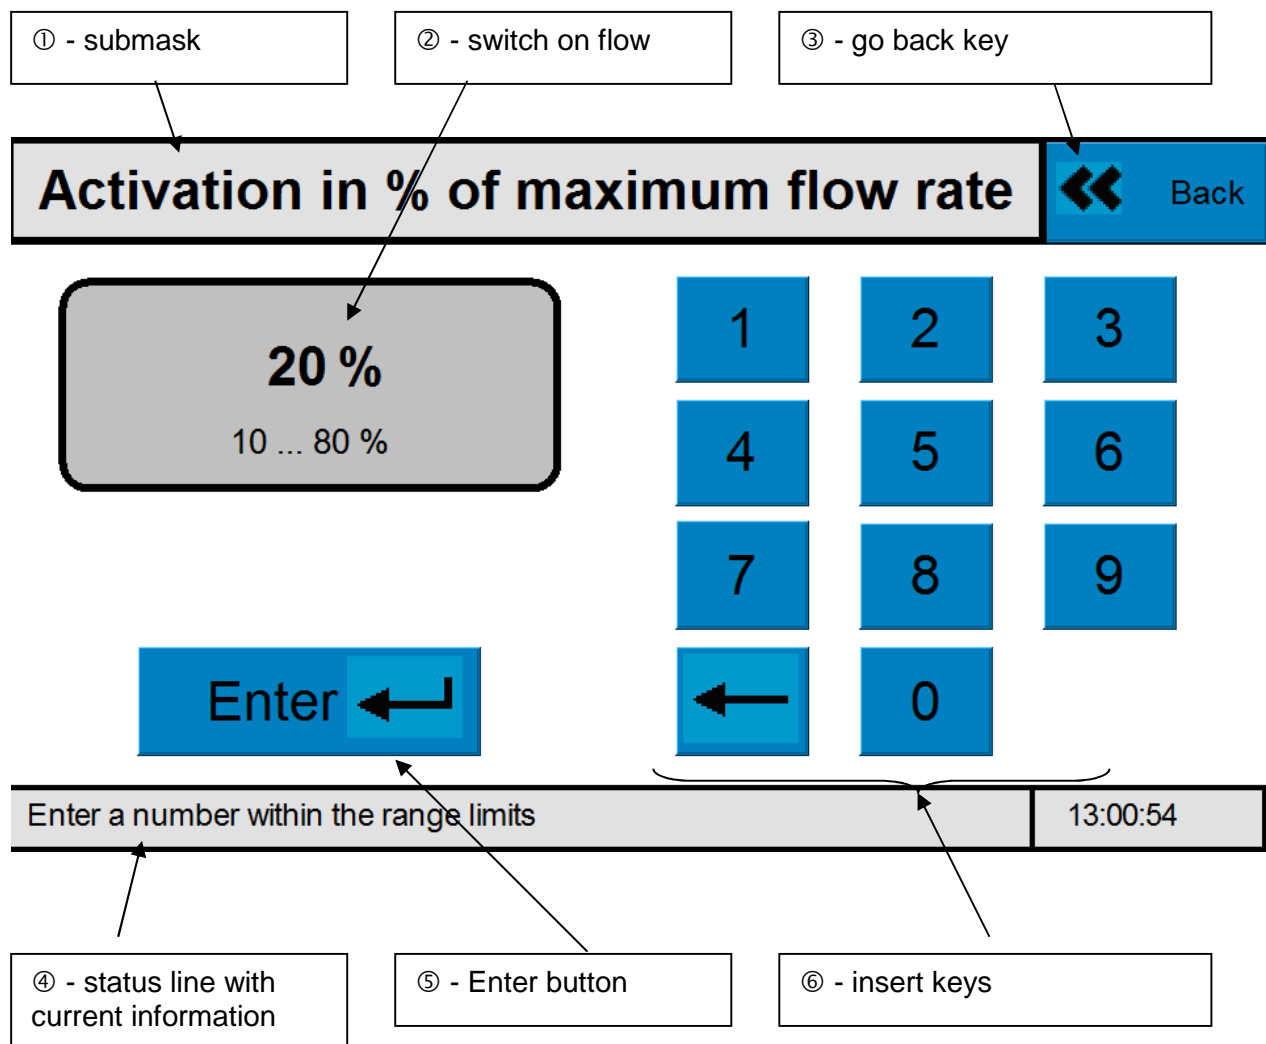 ① - submask
② - switch on flow
③ - go back key
Activation in % of maximum flow rate
Back
20 %
10 ... 80 %
1
2
3
4
5
6
7
8
9
0
Enter
Enter a number within the range limits
13:00:54
④ - status line with
current information
⑤ - Enter button
⑥ - insert keys